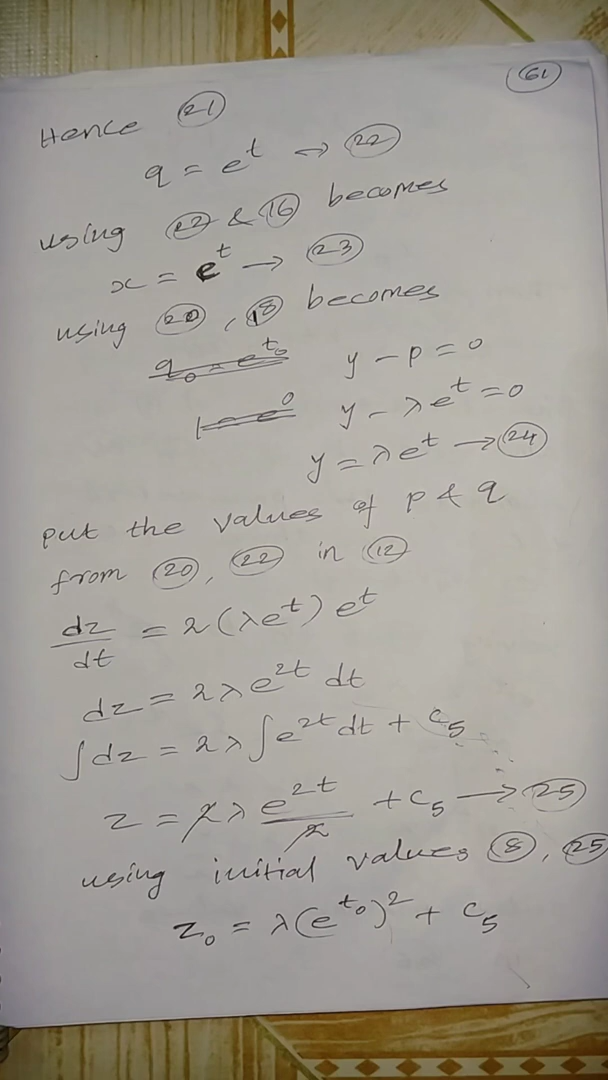 61
Hence (21)
q = e^t → (22)
using (22) & (16) becomes
x = e^t → (23)
using (20), (18) becomes
y - p = 0
y - λe^t = 0
y = λe^t → (24)
put the values of p & q
from (20), (22) in (12)
dz/dt = 2(λe^t) e^t
dz = 2λe^2t dt
∫dz = 2λ∫e^2t dt + c5
z = 2λ e^2t/2 + c5 → (25)
using initial values (8), (25)
z0 = λ(e^t0)^2 + c5